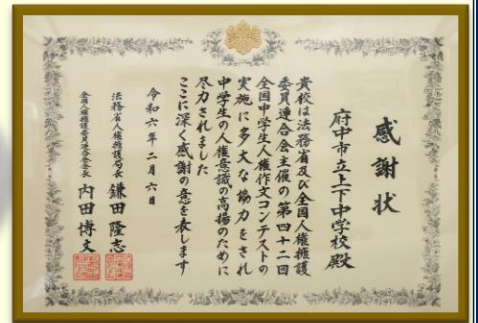 感謝状
府中市立上下中学校殿
貴校は法務省及び全国人権擁護
委員連合会主催の第四十二回
全国中学生人権作文コンテストの
実施に多大な協力をされ
中学生の人権意識の高揚のために
尽力されました
ここに深く感謝の意を表します
令和六年二月六日
法務省人権擁護局長 鎌田隆志
全国人権擁護委員連合会会長 内田博文